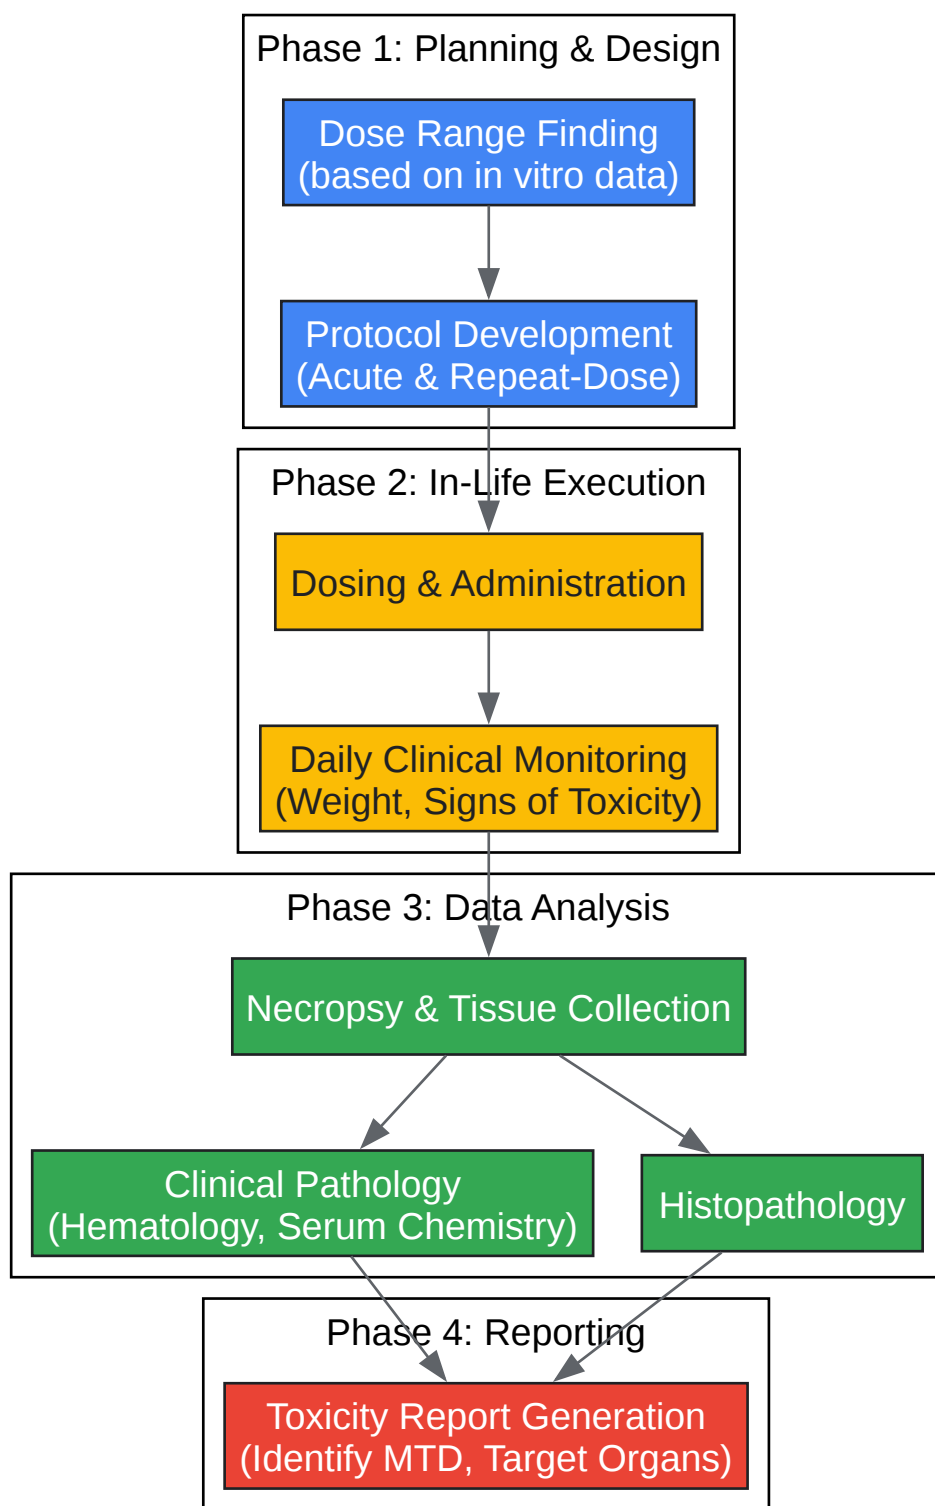 Phase 1: Planning & Design
Dose Range Finding
(based on in vitro data)
Protocol Development
(Acute & Repeat-Dose)
Phase 2: In-Life Execution
Dosing & Administration
Daily Clinical Monitoring
(Weight, Signs of Toxicity)
Phase 3: Data Analysis
Necropsy & Tissue Collection
Clinical Pathology
(Hematology, Serum Chemistry)
Histopathology
Phase 4: Reporting
Toxicity Report Generation
(Identify MTD, Target Organs)